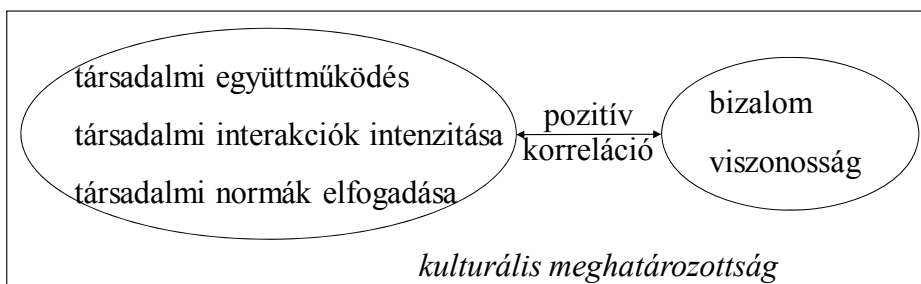 társadalmi együttműködés
társadalmi interakciók intenzitása
társadalmi normák elfogadása
pozitív
korreláció
bizalom
viszonosság
kulturális meghatározottság